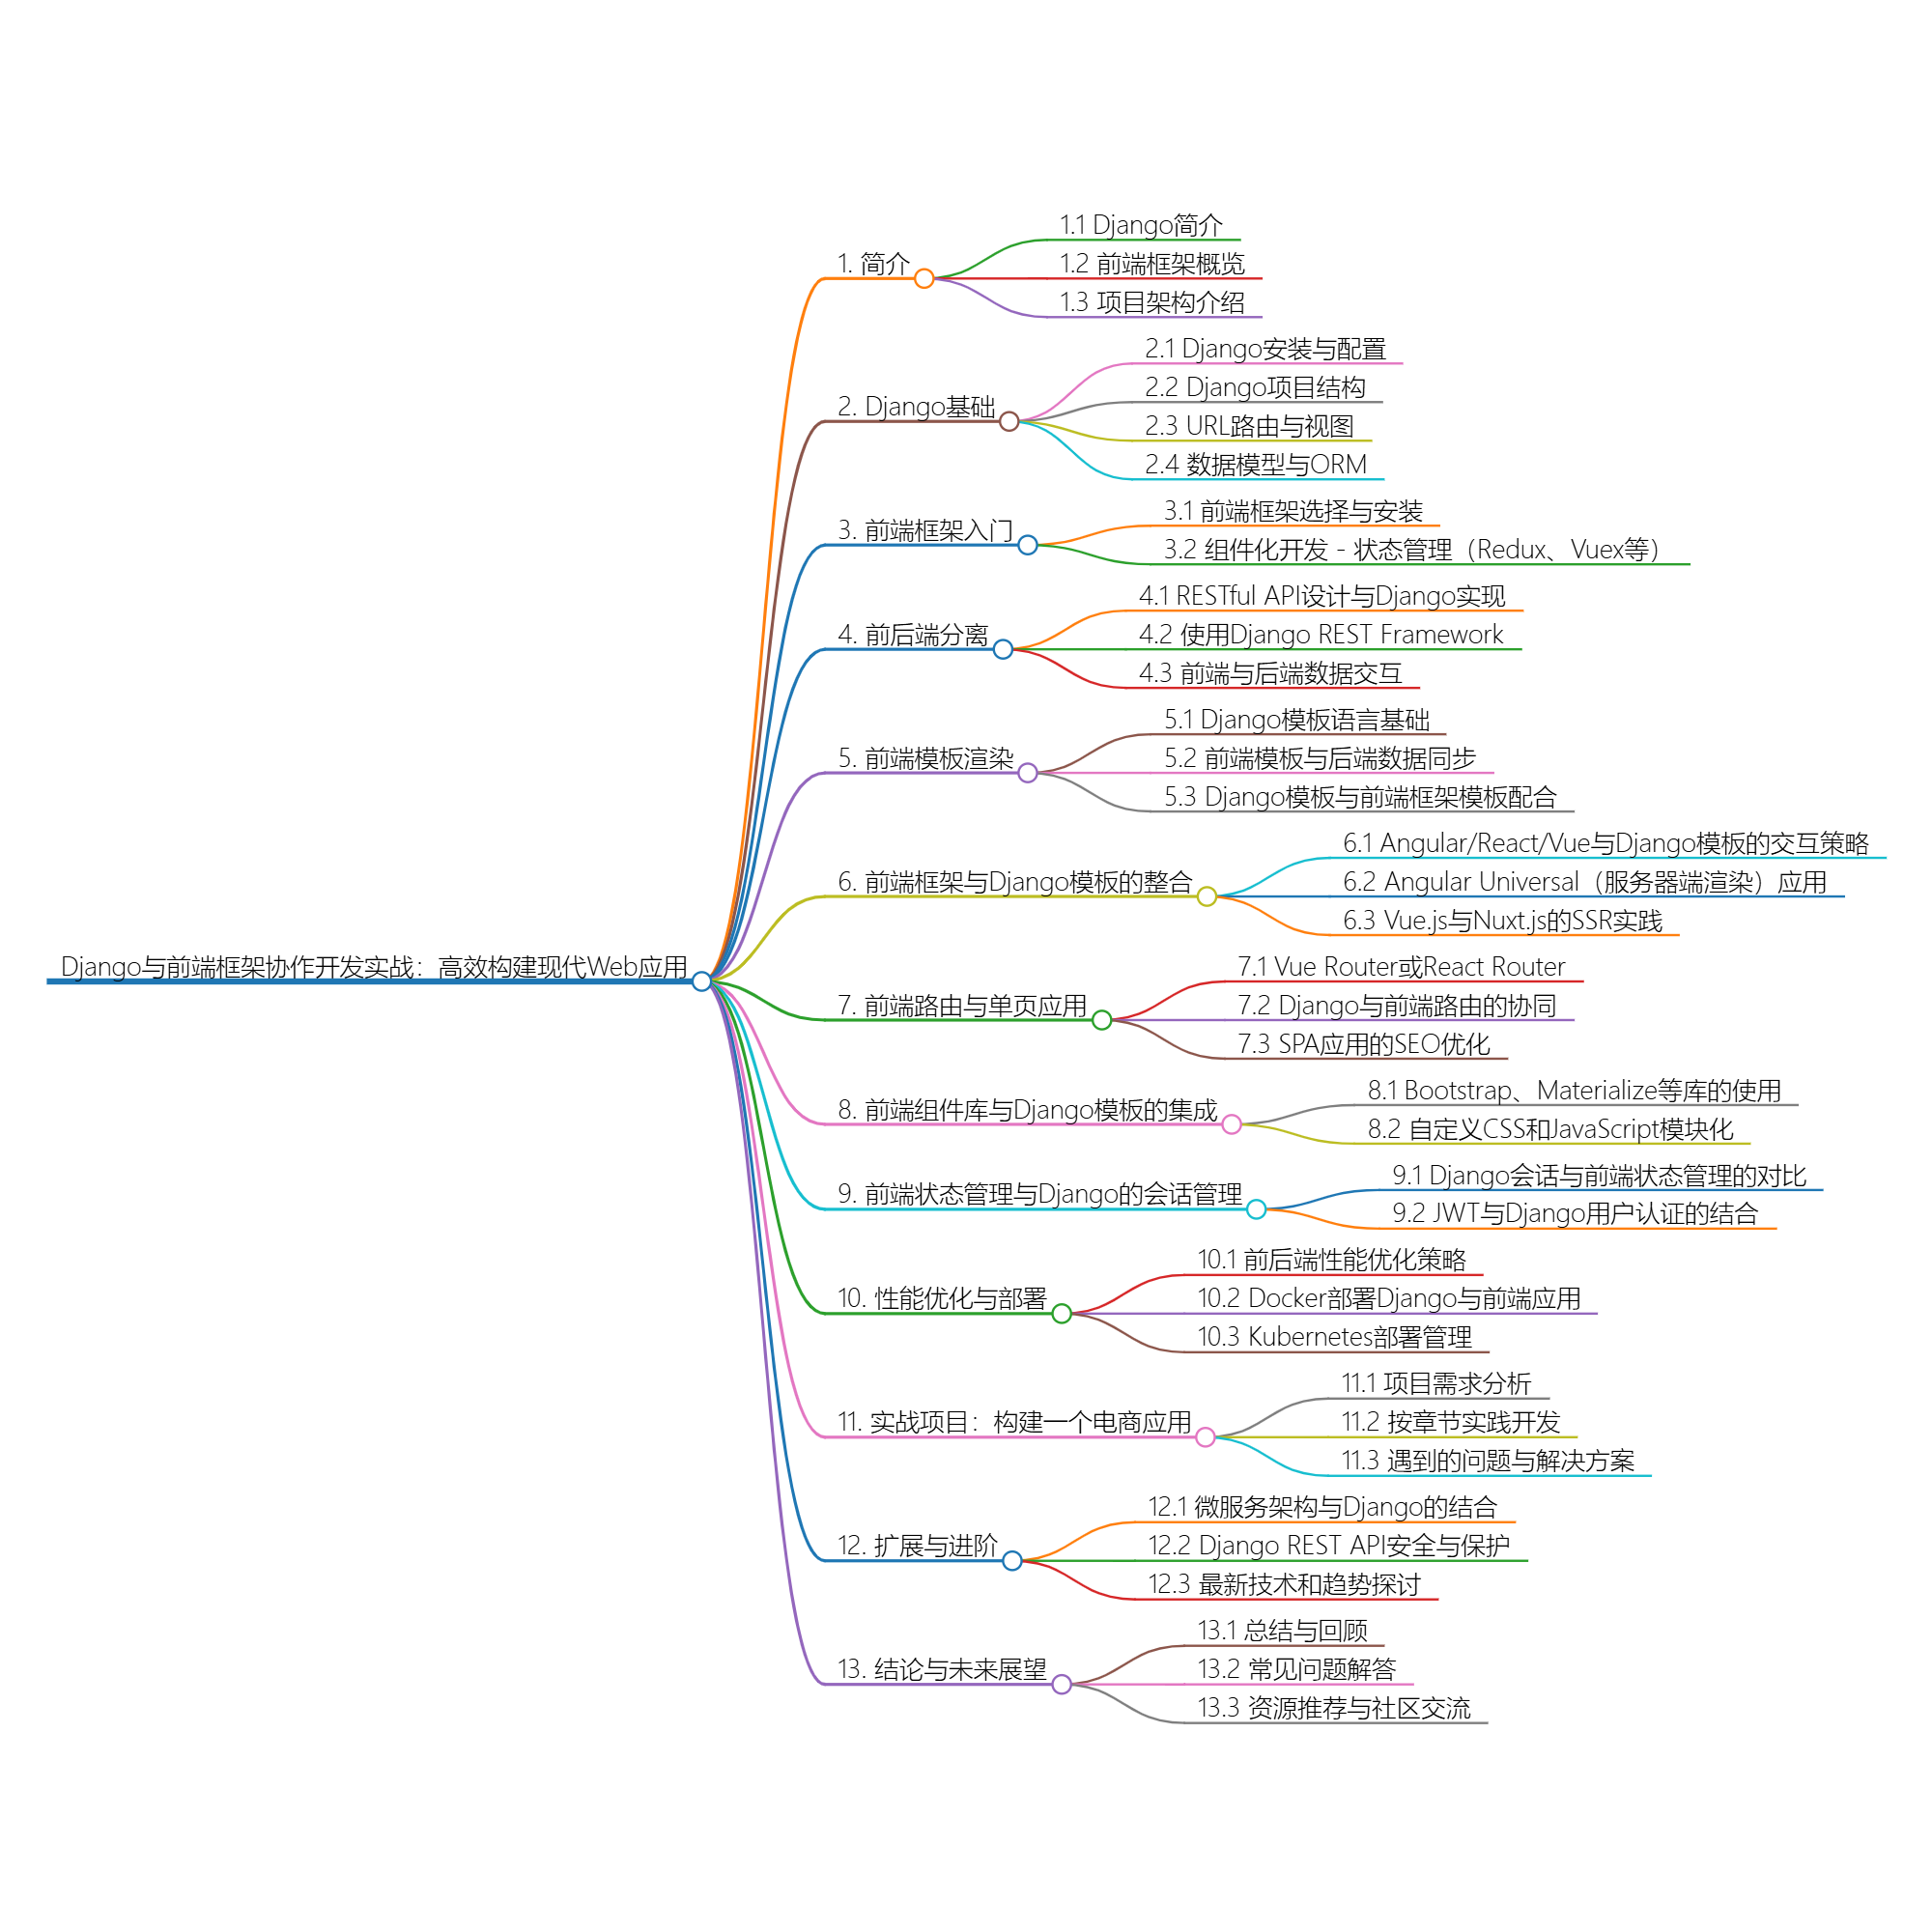 Django与前端框架协作开发实战：高效构建现代Web应用
1. 简介
1.1 Django简介
1.2 前端框架概览
1.3 项目架构介绍
2. Django基础
2.1 Django安装与配置
2.2 Django项目结构
2.3 URL路由与视图
2.4 数据模型与ORM
3. 前端框架入门
3.1 前端框架选择与安装
3.2 组件化开发 - 状态管理（Redux、Vuex等）
4. 前后端分离
4.1 RESTful API设计与Django实现
4.2 使用Django REST Framework
4.3 前端与后端数据交互
5. 前端模板渲染
5.1 Django模板语言基础
5.2 前端模板与后端数据同步
5.3 Django模板与前端框架模板配合
6. 前端框架与Django模板的整合
6.1 Angular/React/Vue与Django模板的交互策略
6.2 Angular Universal（服务器端渲染）应用
6.3 Vue.js与Nuxt.js的SSR实践
7. 前端路由与单页应用
7.1 Vue Router或React Router
7.2 Django与前端路由的协同
7.3 SPA应用的SEO优化
8. 前端组件库与Django模板的集成
8.1 Bootstrap、Materialize等库的使用
8.2 自定义CSS和JavaScript模块化
9. 前端状态管理与Django的会话管理
9.1 Django会话与前端状态管理的对比
9.2 JWT与Django用户认证的结合
10. 性能优化与部署
10.1 前后端性能优化策略
10.2 Docker部署Django与前端应用
10.3 Kubernetes部署管理
11. 实战项目：构建一个电商应用
11.1 项目需求分析
11.2 按章节实践开发
11.3 遇到的问题与解决方案
12. 扩展与进阶
12.1 微服务架构与Django的结合
12.2 Django REST API安全与保护
12.3 最新技术和趋势探讨
13. 结论与未来展望
13.1 总结与回顾
13.2 常见问题解答
13.3 资源推荐与社区交流